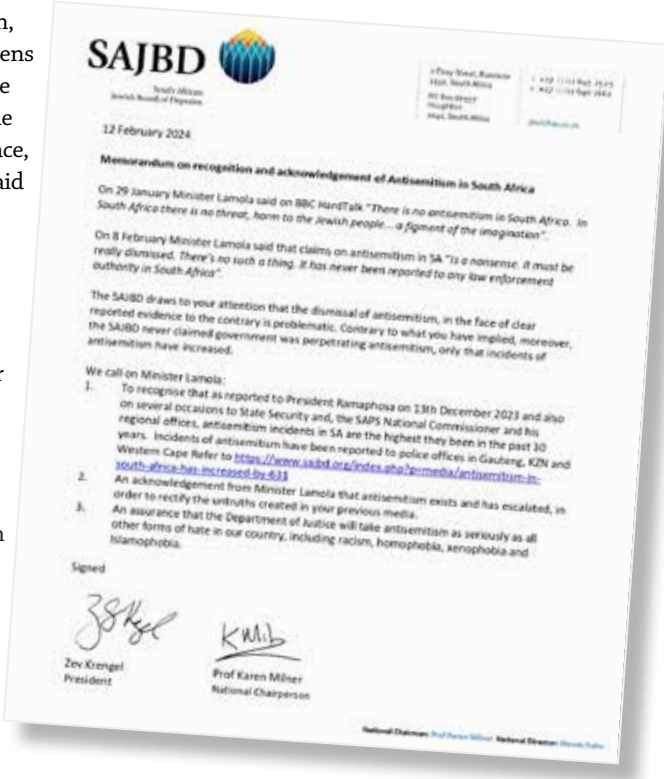 n,
ens
e
e
nce,
aid
r
n
SAJBD
South African
Jewish Board of Deputies
12 February 2024
Memorandum on recognition and acknowledgement of Antisemitism in South Africa
On 29 January Minister Lamola said on BBC HardTalk "There is no antisemitism in South Africa. In
South Africa there is no threat, harm to the Jewish people... a figment of the imagination".
On 8 February Minister Lamola said that claims on antisemitism in SA "is a nonsense. It must be
really dismissed. There's no such a thing. It has never been reported to any law enforcement
authority in South Africa".
The SAJBD draws to your attention that the dismissal of antisemitism, in the face of clear
reported evidence to the contrary is problematic. Contrary to what you have implied, moreover,
the SAJBD never claimed government was perpetrating antisemitism, only that incidents of
antisemitism have increased.
We call on Minister Lamola:
1. To recognise that as reported to President Ramaphosa on 13th December 2023 and also
on several occasions to State Security and, the SAPS National Commissioner and his
regional offices, antisemitism incidents in SA are the highest they been in the past 30
years. Incidents of antisemitism have been reported to police offices in Gauteng, KZN and
Western Cape Refer to https://www.sajbd.org/index.php?p=media/antisemitism-in-
south-africa-has-increased-by-631
2. An acknowledgement from Minister Lamola that antisemitism exists and has escalated, in
order to rectify the untruths created in your previous media.
3. An assurance that the Department of Justice will take antisemitism as seriously as all
other forms of hate in our country, including racism, homophobia, xenophobia and
Islamophobia.
Signed
Zev Krengel
President
Prof Karen Milner
National Chairperson
National Chairman: Prof Karen Milner National Director: